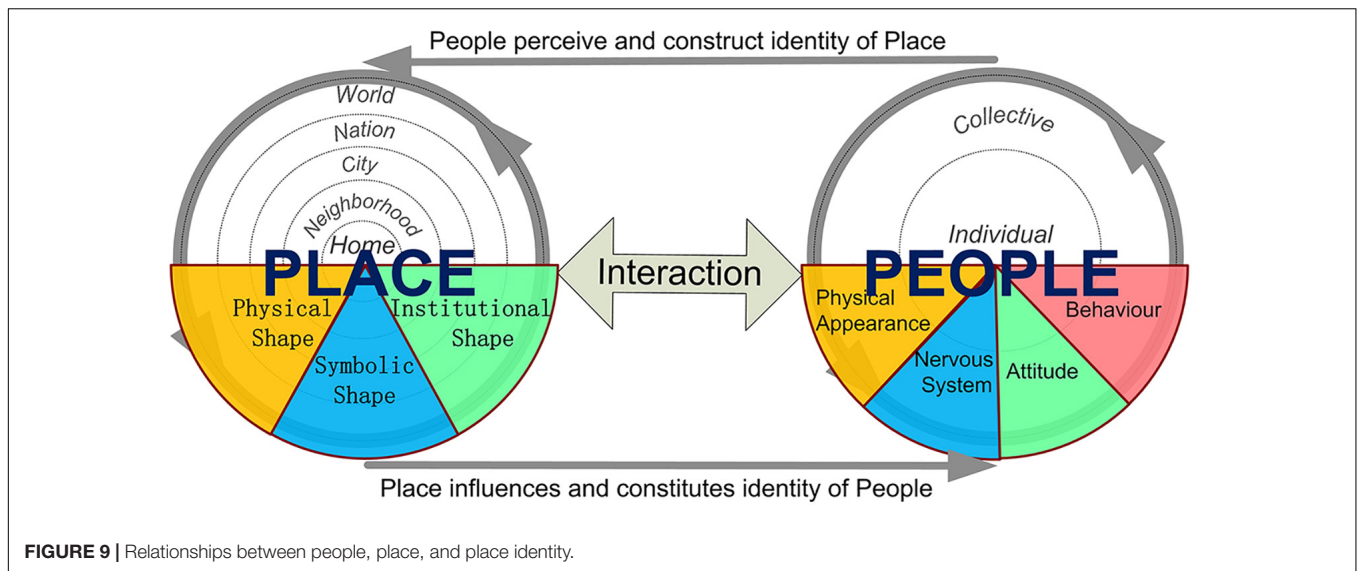 People perceive and construct identity of Place
World
Nation
City
Neighborhood
Home
PLACE
Physical
Shape
Symbolic
Shape
Institutional
Shape
Interaction
Collective
Individual
PEOPLE
Physical
Appearance
Nervous
System
Attitude
Behaviour
Place influences and constitutes identity of People
FIGURE 9 | Relationships between people, place, and place identity.